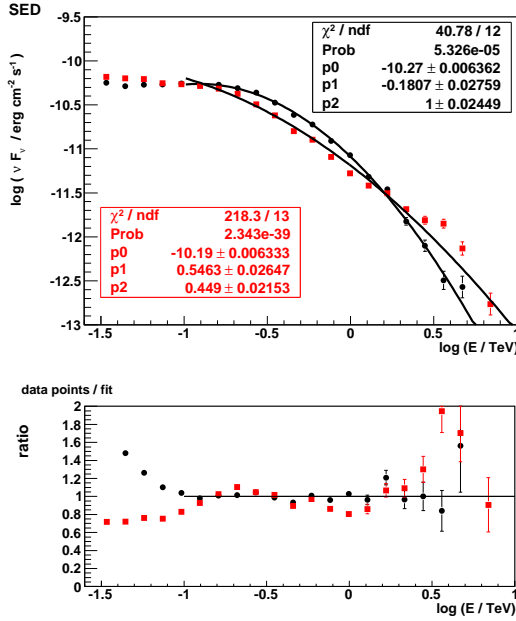 SED
log ( ν Fν / erg cm-2 s-1)
-10
-9.5
-10
-10.5
-11
-11.5
-12
-12.5
-13
χ2 / ndf 40.78 / 12
Prob 5.326e-05
p0 -10.27 ± 0.006362
p1 -0.1807 ± 0.02759
p2 1 ± 0.02449
χ2 / ndf 218.3 / 13
Prob 2.343e-39
p0 -10.19 ± 0.006333
p1 0.5463 ± 0.02647
p2 0.449 ± 0.02153
-1.5 -1 -0.5 0 0.5 1
log (E / TeV)
data points / fit
ratio
2
1.8
1.6
1.4
1.2
1
0.8
0.6
0.4
0.2
0
-1.5 -1 -0.5 0 0.5 1
log (E / TeV)